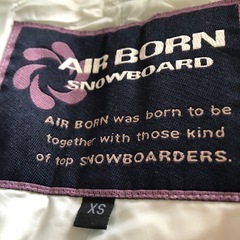 AIR BORN
SNOWBOARD
AIR BORN was born to be
together with those kind
of top SNOWBOARDERS.
XS